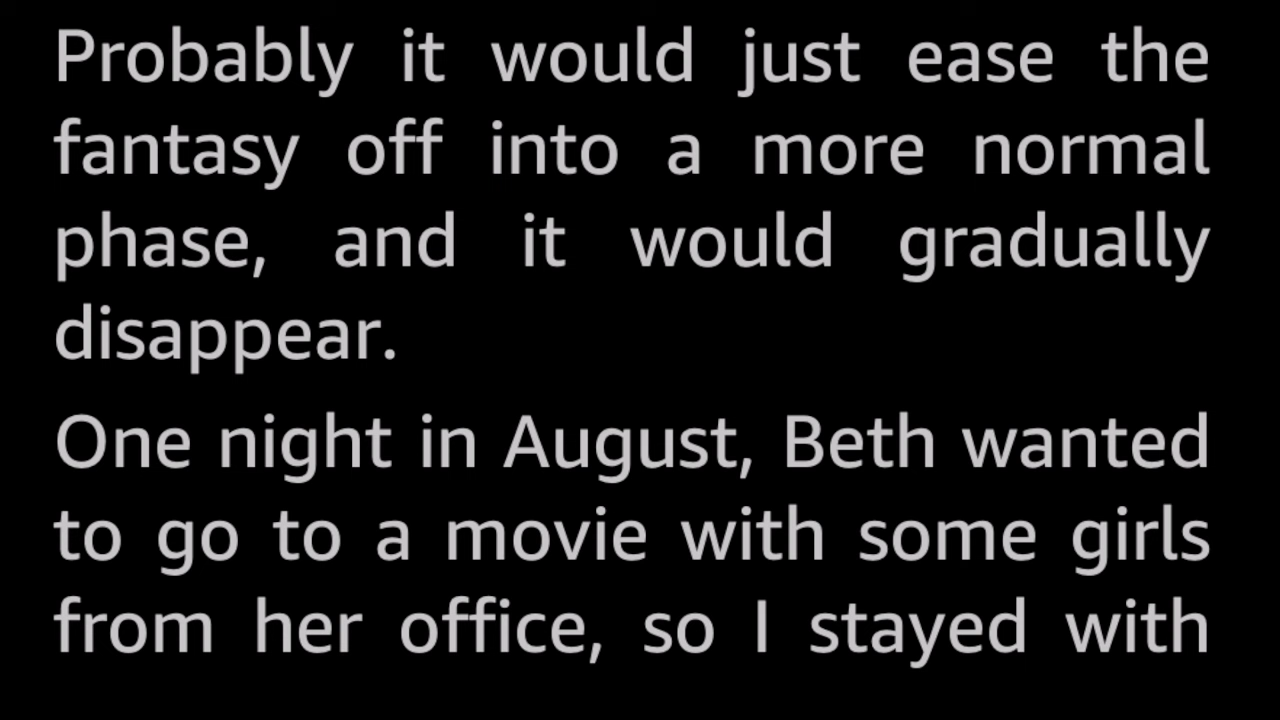 Probably it would just ease the
fantasy off into a more normal
phase, and it would gradually
disappear.
One night in August, Beth wanted
to go to a movie with some girls
from her office, so I stayed with